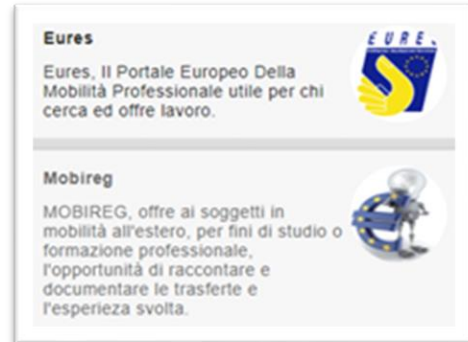 Eures
EURES
Eures, Il Portale Europeo Della
Mobilità Professionale utile per chi
cerca ed offre lavoro.
Mobireg
MOBIREG, offre ai soggetti in
mobilità all'estero, per fini di studio o
formazione professionale,
l'opportunità di raccontare e
documentare le trasferte e
l'esperieza svolta.